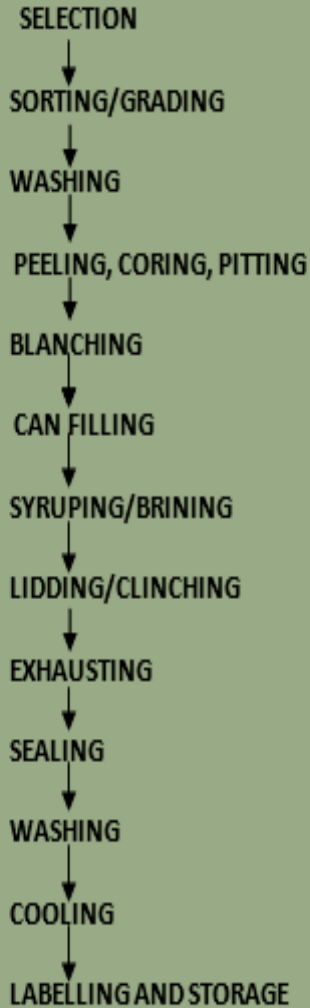 SELECTION
SORTING/GRADING
WASHING
PEELING, CORING, PITTING
BLANCHING
CAN FILLING
SYRUPING/BRINING
LIDDING/CLINCHING
EXHAUSTING
SEALING
WASHING
COOLING
LABELLING AND STORAGE